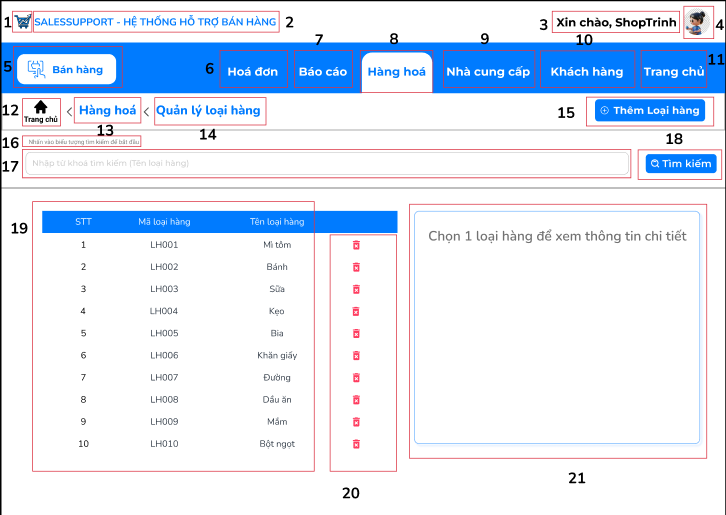 1 SALESSUPPORT - HỆ THỐNG HỖ TRỢ BÁN HÀNG 2 3 Xin chào, ShopTrinh 4
5 Bán hàng 6 Hoá đơn 7 Báo cáo 8 Hàng hoá 9 Nhà cung cấp 10 Khách hàng Trang chủ 11
12 Trang chủ < Hàng hoá < Quản lý loại hàng 15 Thêm Loại hàng
13 14
16 Nhấn vào biểu tượng tìm kiếm để bắt đầu 18
17 Nhập từ khoá tìm kiếm (Tên loại hàng) Tìm kiếm
19 STT Mã loại hàng Tên loại hàng
1 LH001 Mì tôm
2 LH002 Bánh
3 LH003 Sữa
4 LH004 Kẹo
5 LH005 Bia
6 LH006 Khăn giấy
7 LH007 Đường
8 LH008 Dầu ăn
9 LH009 Mắm
10 LH010 Bột ngọt
20
Chọn 1 loại hàng để xem thông tin chi tiết
21